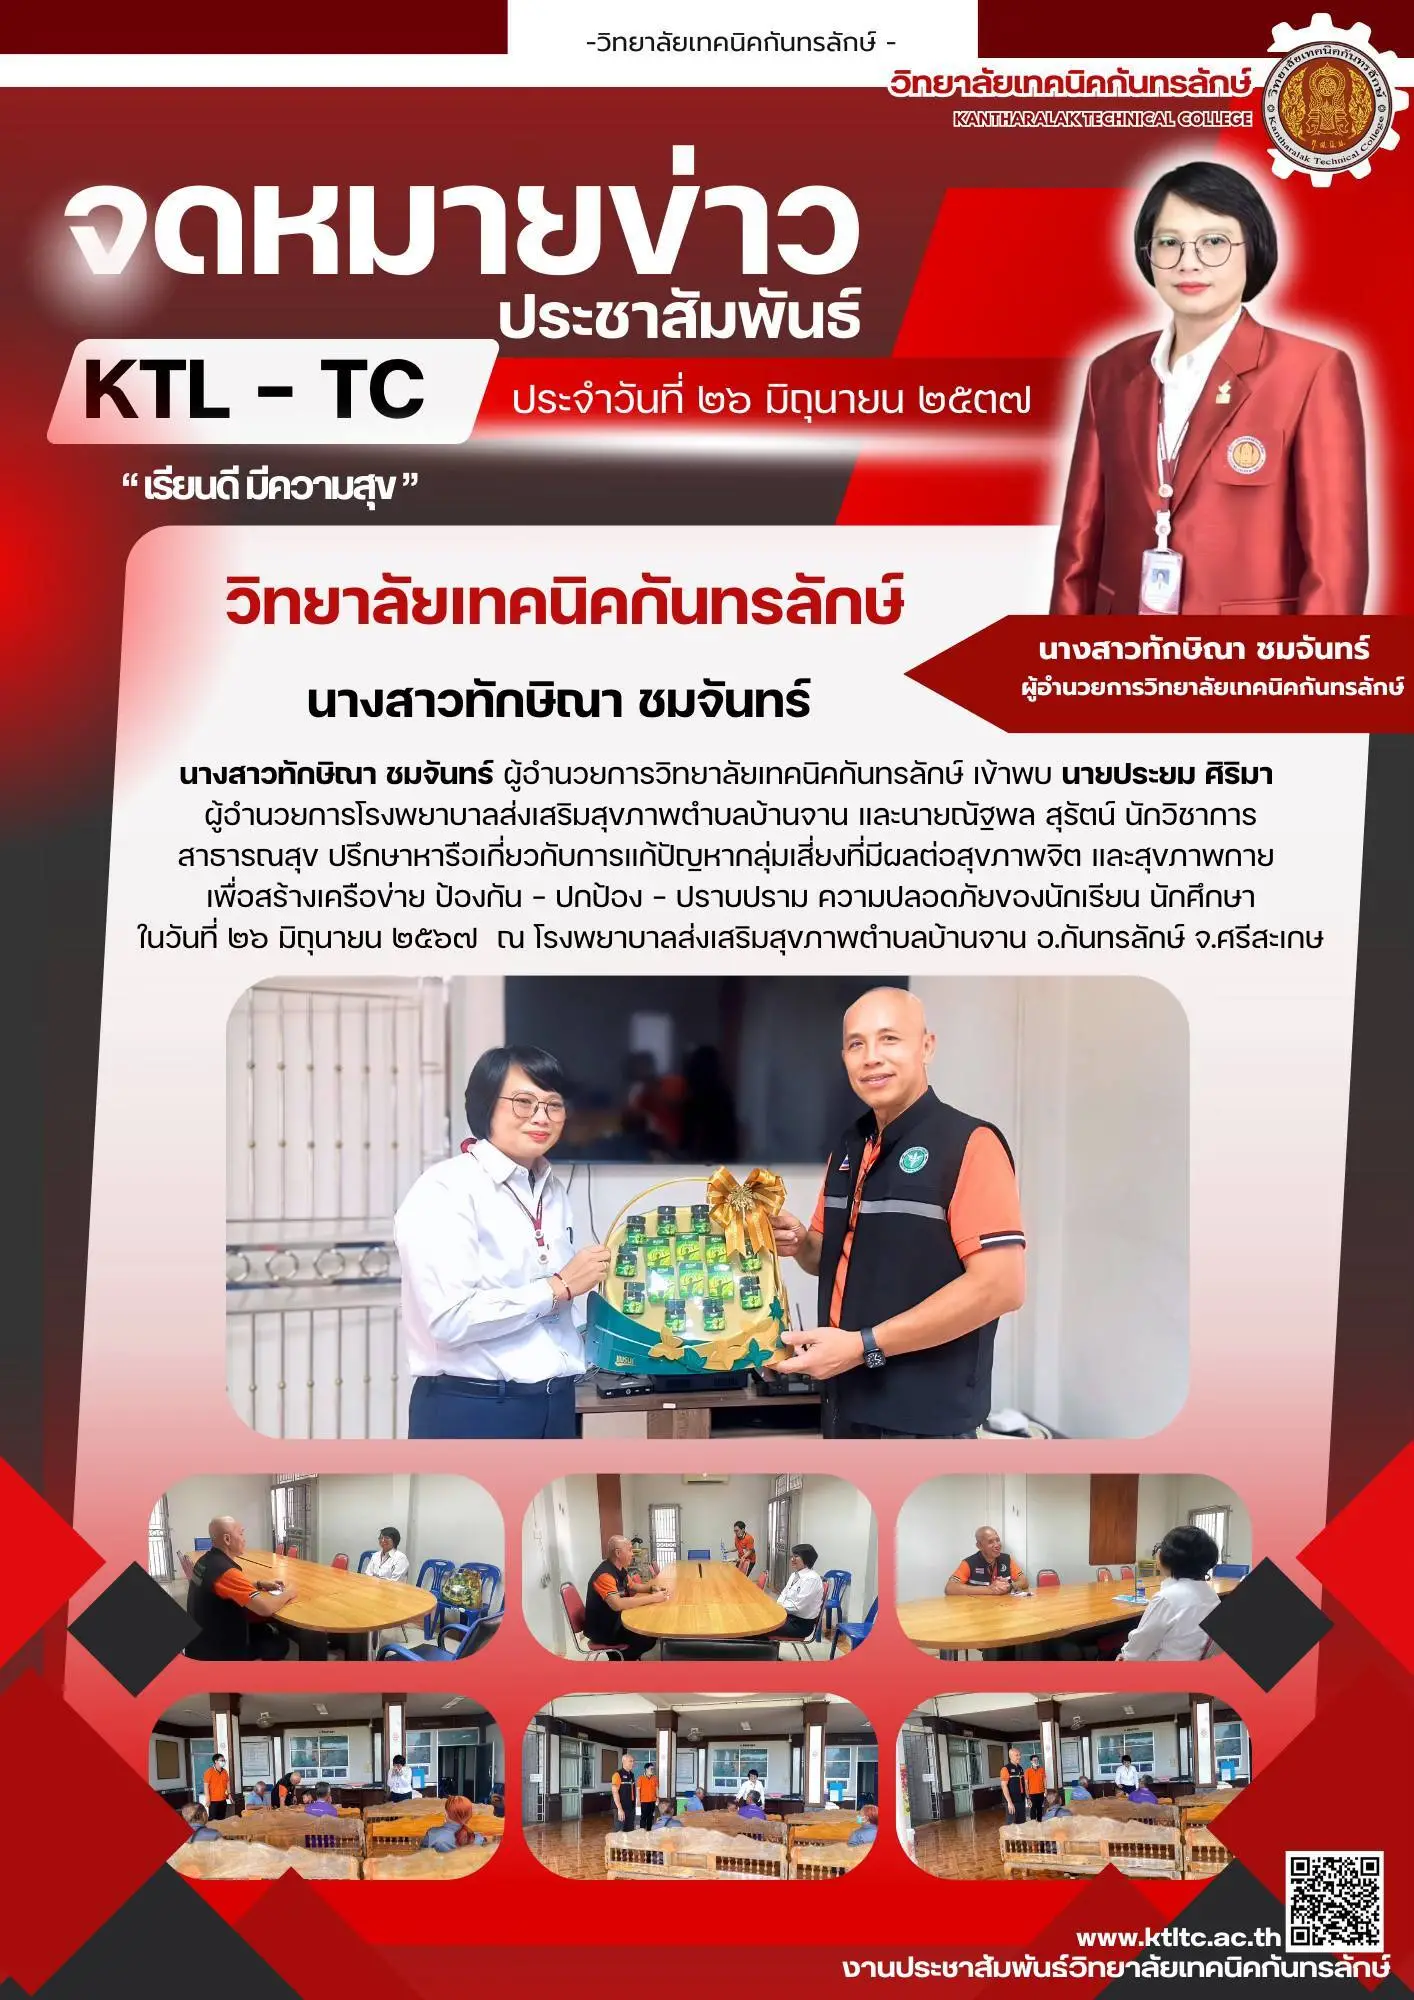 -วิทยาลัยเทคนิคกันทรลักษ์ -
วิทยาลัยเทคนิคกันทรลักษ์
KANTHARALAK TECHNICAL COLLEGE
วิทยาลัยเทคนิคกันทรลักษ์
Kantharalak Technical College
จดหมายข่าว
ประชาสัมพันธ์
KTL - TC
ประจำวันที่ ๒๖ มิถุนายน ๒๕๓๗
“ เรียนดี มีความสุข ”
วิทยาลัยเทคนิคกันทรลักษ์
นางสาวทักษิณา ชมจันทร์
ผู้อำนวยการวิทยาลัยเทคนิคกันทรลักษ์
นางสาวทักษิณา ชมจันทร์
นางสาวทักษิณา ชมจันทร์ ผู้อำนวยการวิทยาลัยเทคนิคกันทรลักษ์ เข้าพบ นายประยม ศิริมา
ผู้อำนวยการโรงพยาบาลส่งเสริมสุขภาพตำบลบ้านจาน และนายณัฐพล สุรัตน์ นักวิชาการ
สาธารณสุข ปรึกษาหารือเกี่ยวกับการแก้ปัญหากลุ่มเสี่ยงที่มีผลต่อสุขภาพจิต และสุขภาพกาย
เพื่อสร้างเครือข่าย ป้องกัน - ปกป้อง - ปราบปราม ความปลอดภัยของนักเรียน นักศึกษา
ในวันที่ ๒๖ มิถุนายน ๒๕๖๗ ณ โรงพยาบาลส่งเสริมสุขภาพตำบลบ้านจาน อ.กันทรลักษ์ จ.ศรีสะเกษ
www.ktltc.ac.th
งานประชาสัมพันธ์วิทยาลัยเทคนิคกันทรลักษ์